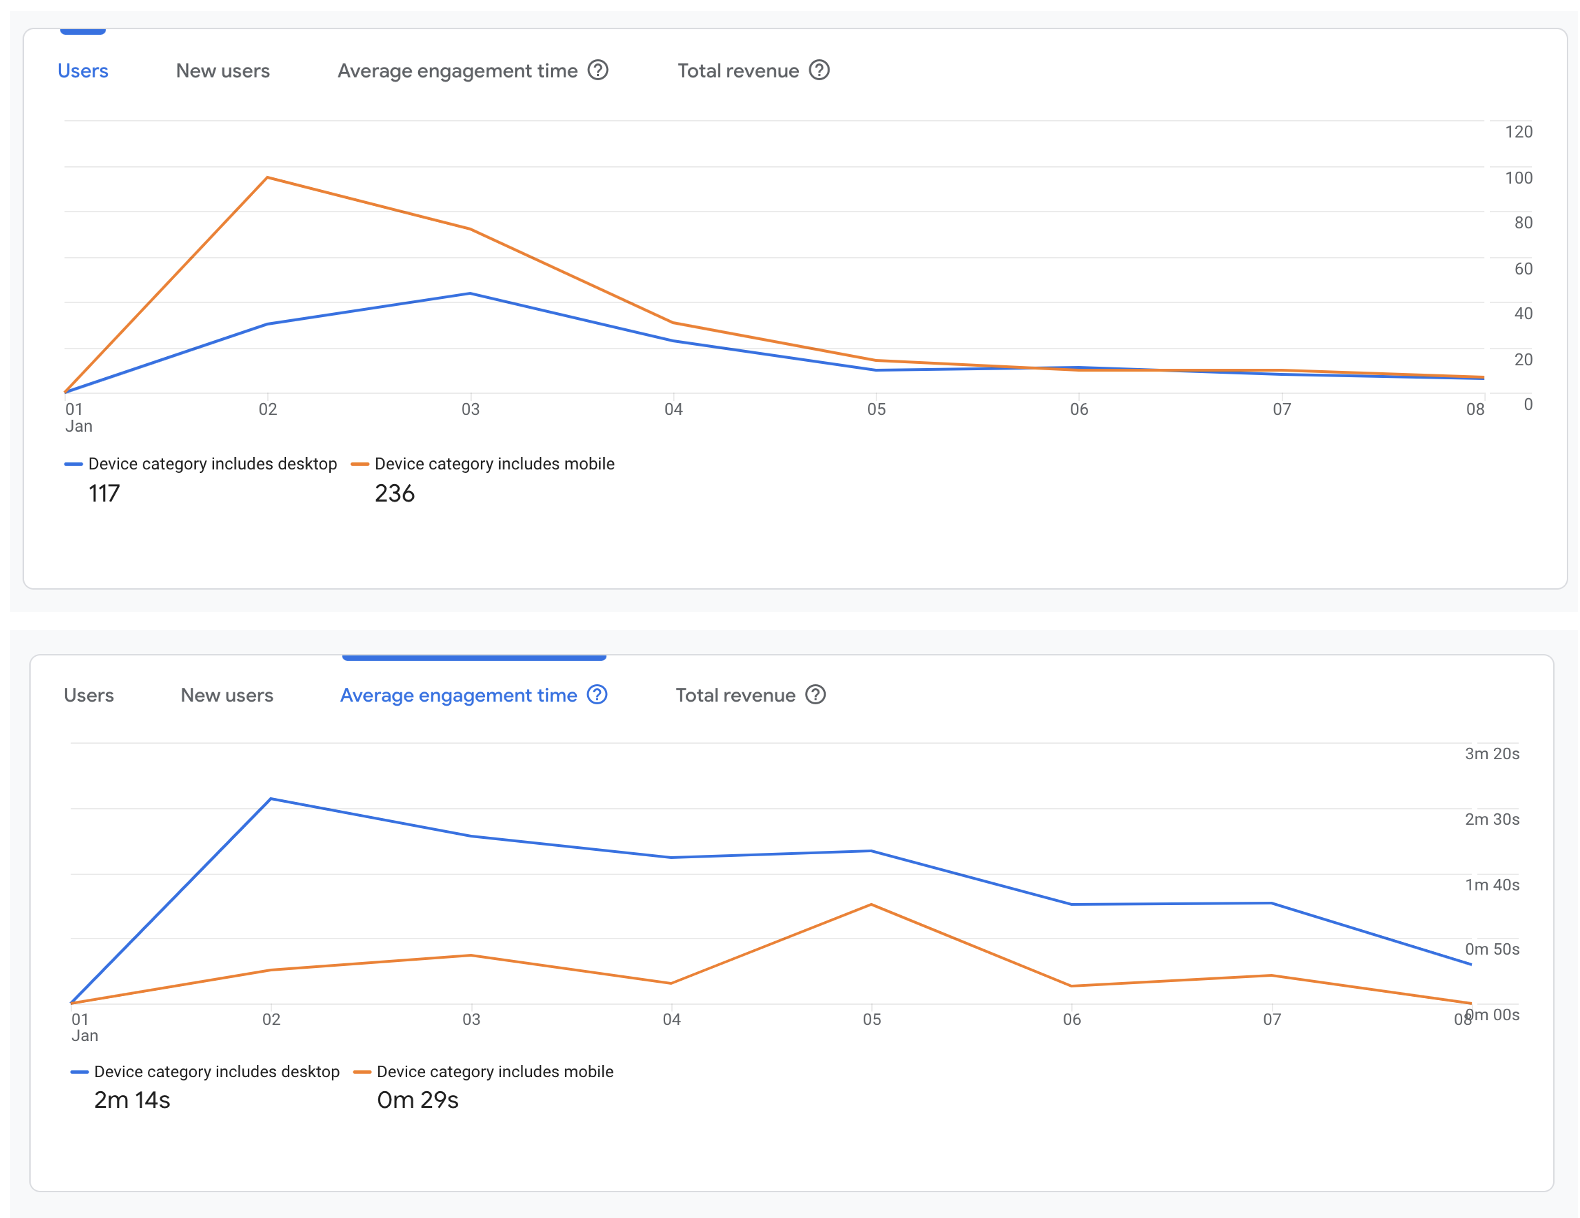 Users New users Average engagement time ? Total revenue ?
120
100
80
60
40
20
0
01 02 03 04 05 06 07 08
Jan
Device category includes desktop Device category includes mobile
117 236
Users New users Average engagement time ? Total revenue ?
3m 20s
2m 30s
1m 40s
0m 50s
0m 00s
01 02 03 04 05 06 07 08
Jan
Device category includes desktop Device category includes mobile
2m 14s 0m 29s